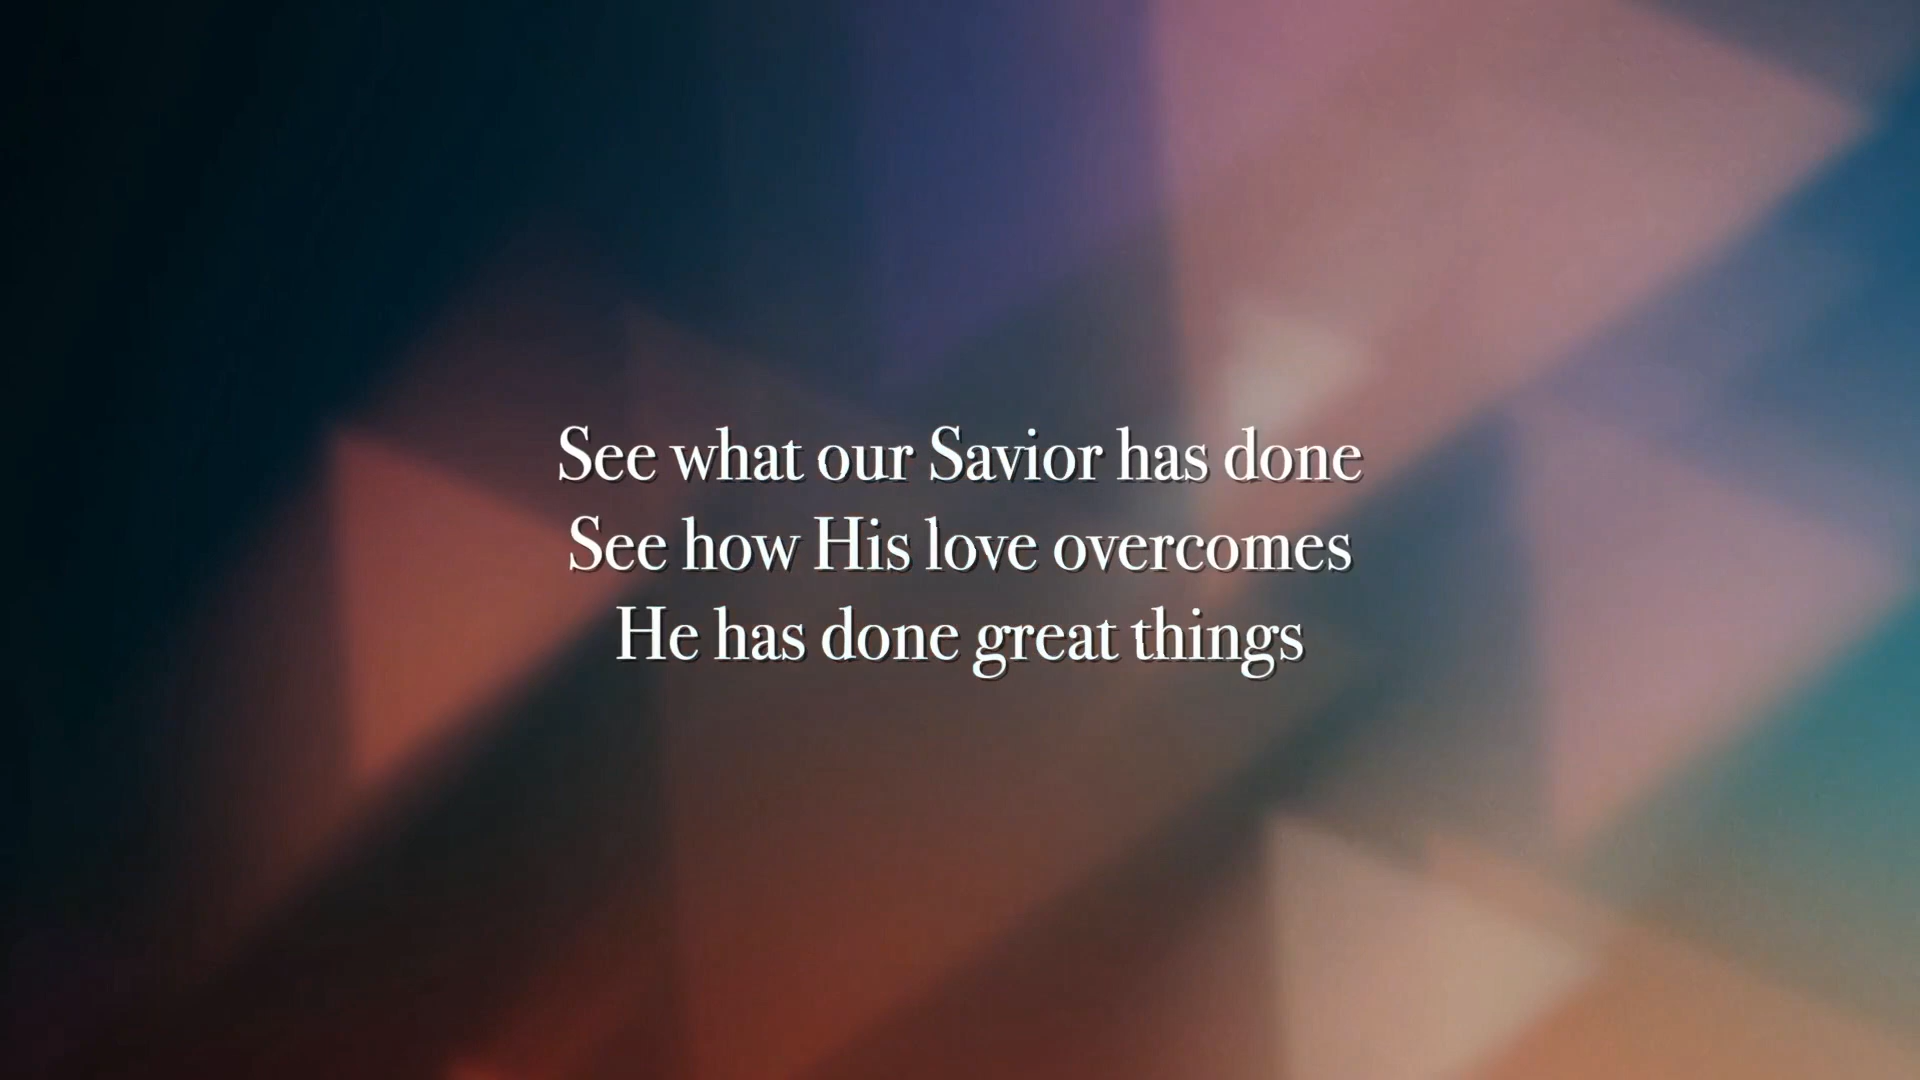 See what our Savior has done
See how His love overcomes
He has done great things